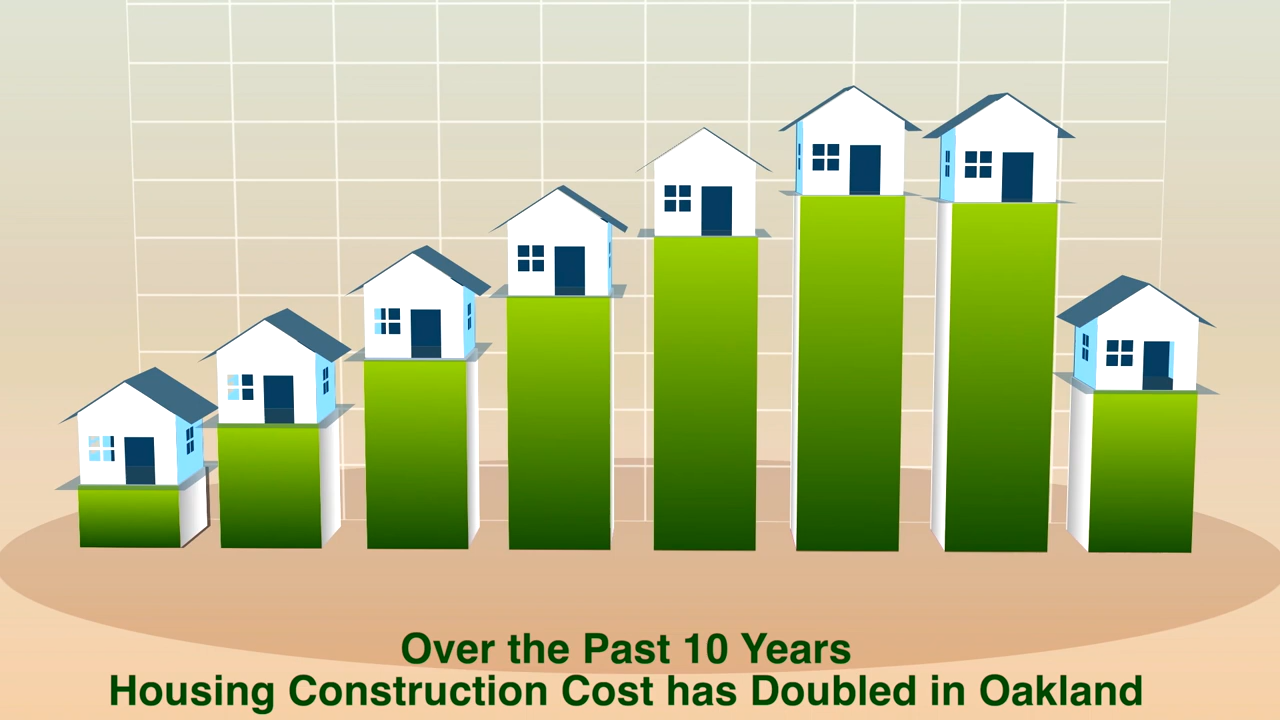 Over the Past 10 Years
Housing Construction Cost has Doubled in Oakland